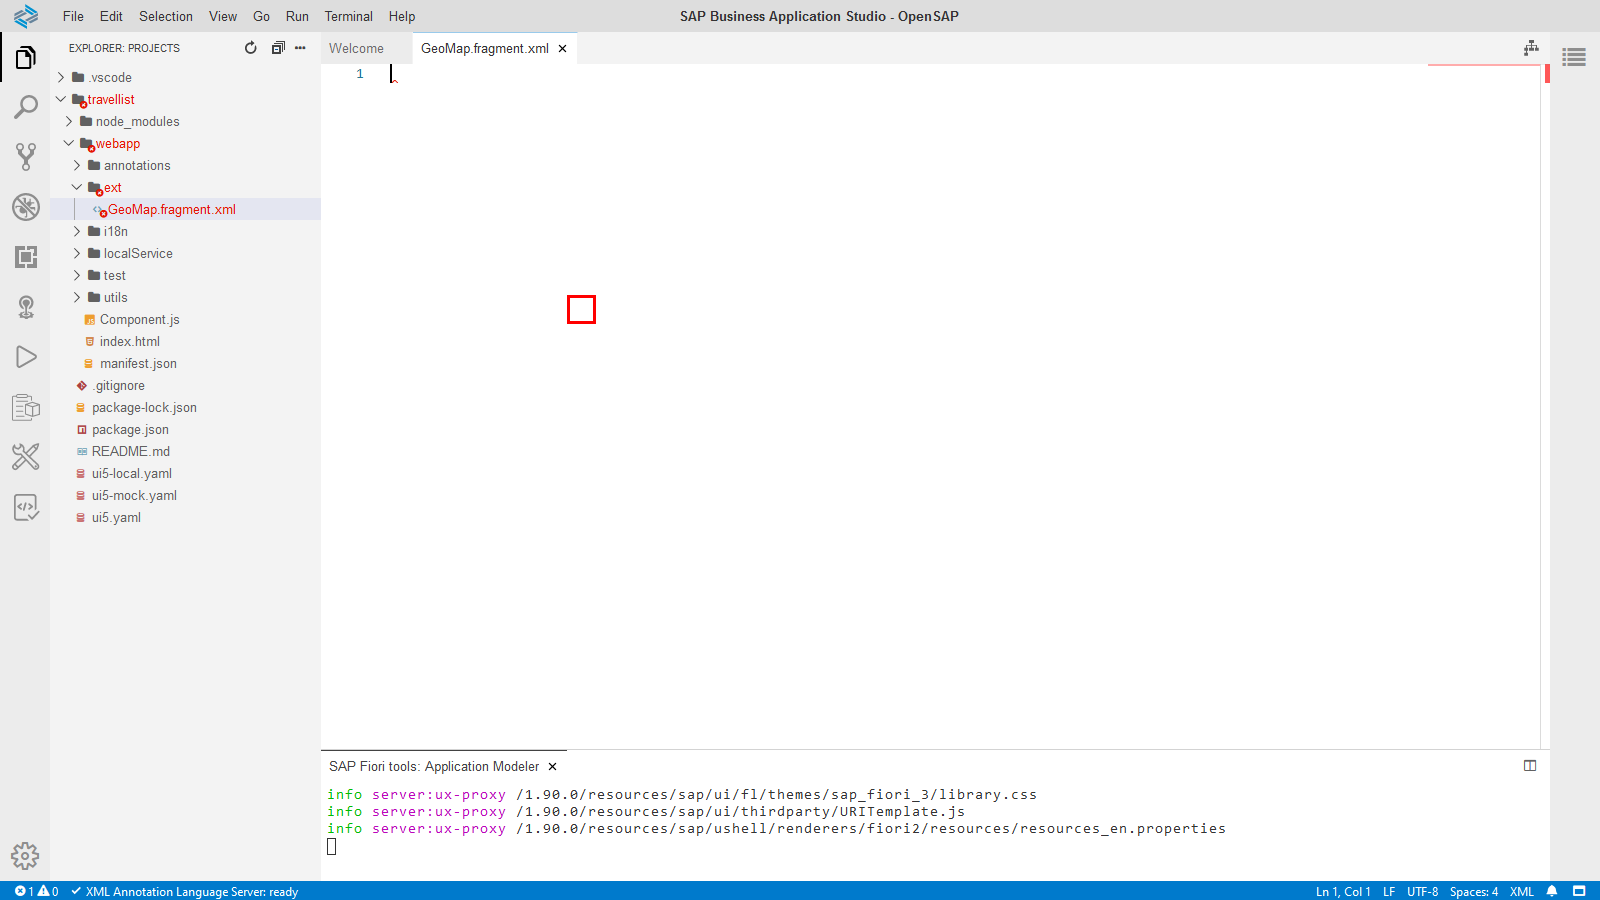 File Edit Selection View Go Run Terminal Help
SAP Business Application Studio - OpenSAP
EXPLORER: PROJECTS
.vscode
travellist
node_modules
webapp
annotations
ext
GeoMap.fragment.xml
i18n
localService
test
utils
Component.js
index.html
manifest.json
.gitignore
package-lock.json
package.json
README.md
ui5-local.yaml
ui5-mock.yaml
ui5.yaml
Welcome GeoMap.fragment.xml
1
SAP Fiori tools: Application Modeler
info server:ux-proxy /1.90.0/resources/sap/ui/fl/themes/sap_fiori_3/library.css
info server:ux-proxy /1.90.0/resources/sap/ui/thirdparty/URITemplate.js
info server:ux-proxy /1.90.0/resources/sap/ushell/renderers/fiori2/resources/resources_en.properties
1 0 XML Annotation Language Server: ready
Ln 1, Col 1 LF UTF-8 Spaces: 4 XML